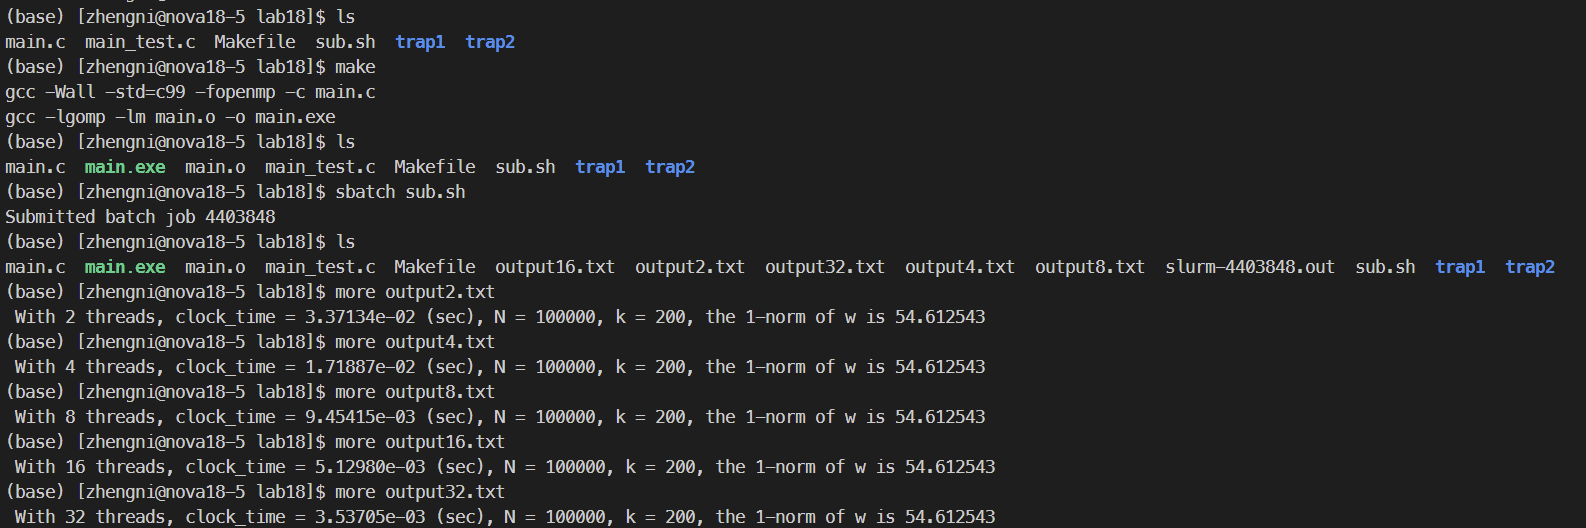 (base) [zhengni@nova18-5 lab18]$ ls
main.c  main_test.c  Makefile  sub.sh  trap1  trap2
(base) [zhengni@nova18-5 lab18]$ make
gcc -Wall -std=c99 -fopenmp -c main.c
gcc -lgomp -lm main.o -o main.exe
(base) [zhengni@nova18-5 lab18]$ ls
main.c  main.exe  main.o  main_test.c  Makefile  sub.sh  trap1  trap2
(base) [zhengni@nova18-5 lab18]$ sbatch sub.sh
Submitted batch job 4403848
(base) [zhengni@nova18-5 lab18]$ ls
main.c  main.exe  main.o  main_test.c  Makefile  output16.txt  output2.txt  output32.txt  output4.txt  output8.txt  slurm-4403848.out  sub.sh  trap1  trap2
(base) [zhengni@nova18-5 lab18]$ more output2.txt
 With 2 threads, clock_time = 3.37134e-02 (sec), N = 100000, k = 200, the 1-norm of w is 54.612543
(base) [zhengni@nova18-5 lab18]$ more output4.txt
 With 4 threads, clock_time = 1.71887e-02 (sec), N = 100000, k = 200, the 1-norm of w is 54.612543
(base) [zhengni@nova18-5 lab18]$ more output8.txt
 With 8 threads, clock_time = 9.45415e-03 (sec), N = 100000, k = 200, the 1-norm of w is 54.612543
(base) [zhengni@nova18-5 lab18]$ more output16.txt
 With 16 threads, clock_time = 5.12980e-03 (sec), N = 100000, k = 200, the 1-norm of w is 54.612543
(base) [zhengni@nova18-5 lab18]$ more output32.txt
 With 32 threads, clock_time = 3.53705e-03 (sec), N = 100000, k = 200, the 1-norm of w is 54.612543